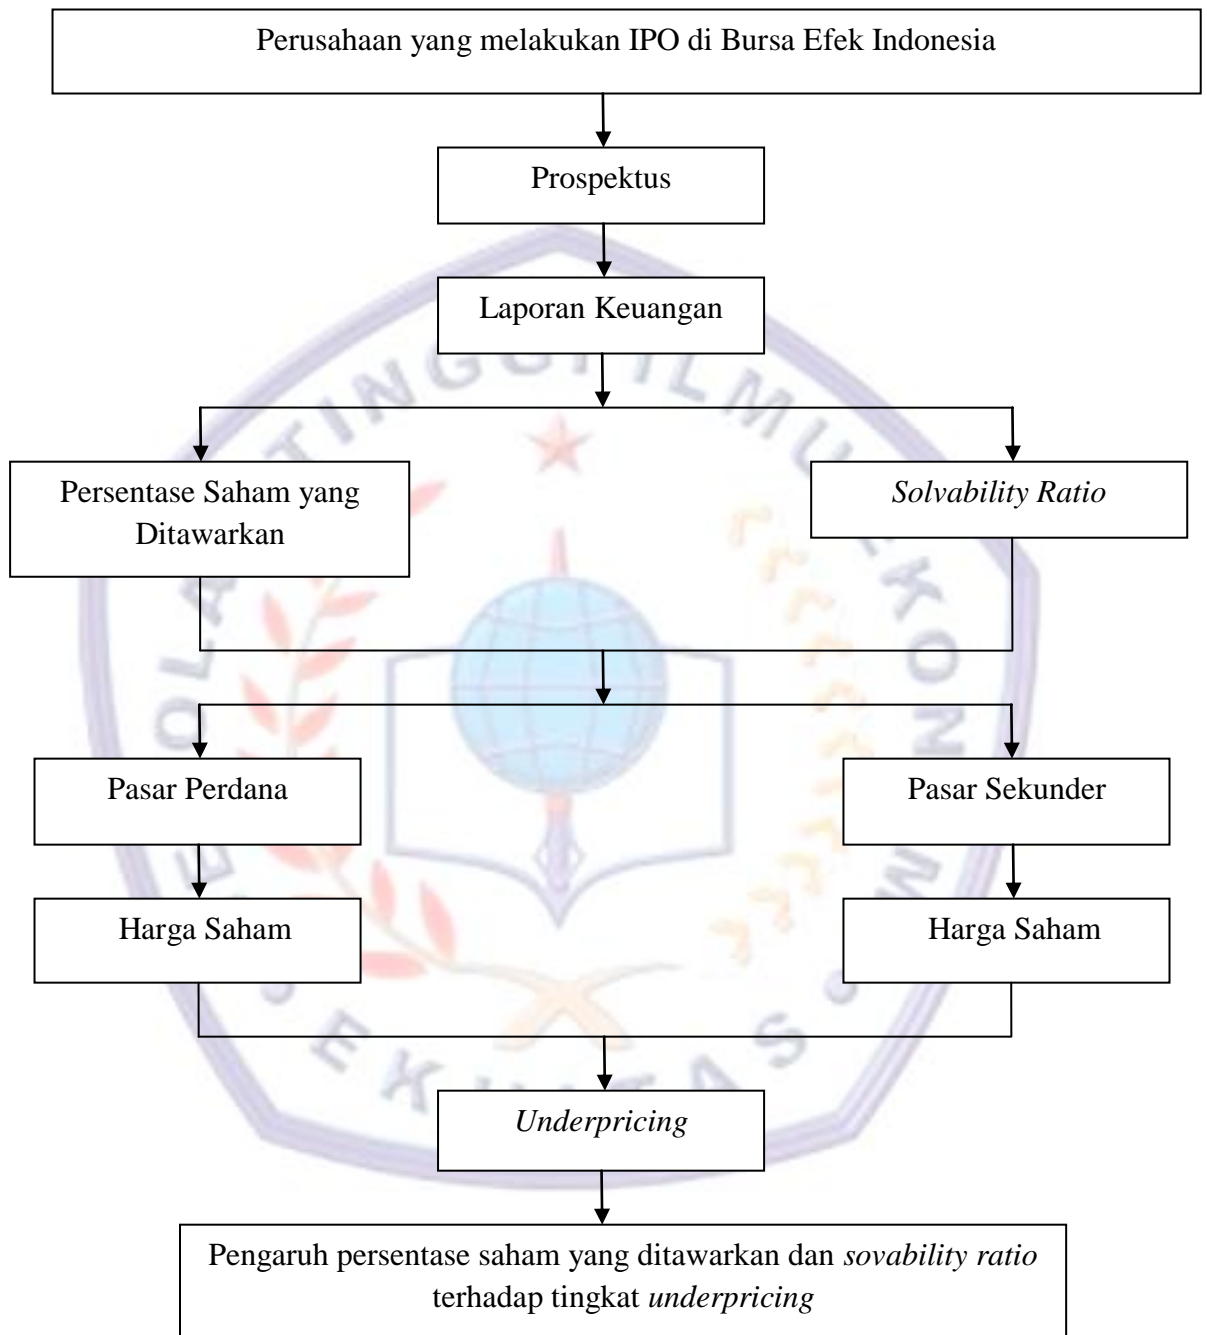 Perusahaan yang melakukan IPO di Bursa Efek Indonesia
Prospektus
Laporan Keuangan
Persentase Saham yang
Ditawarkan
Solvability Ratio
Pasar Perdana
Pasar Sekunder
Harga Saham
Harga Saham
Underpricing
Pengaruh persentase saham yang ditawarkan dan sovability ratio
terhadap tingkat underpricing